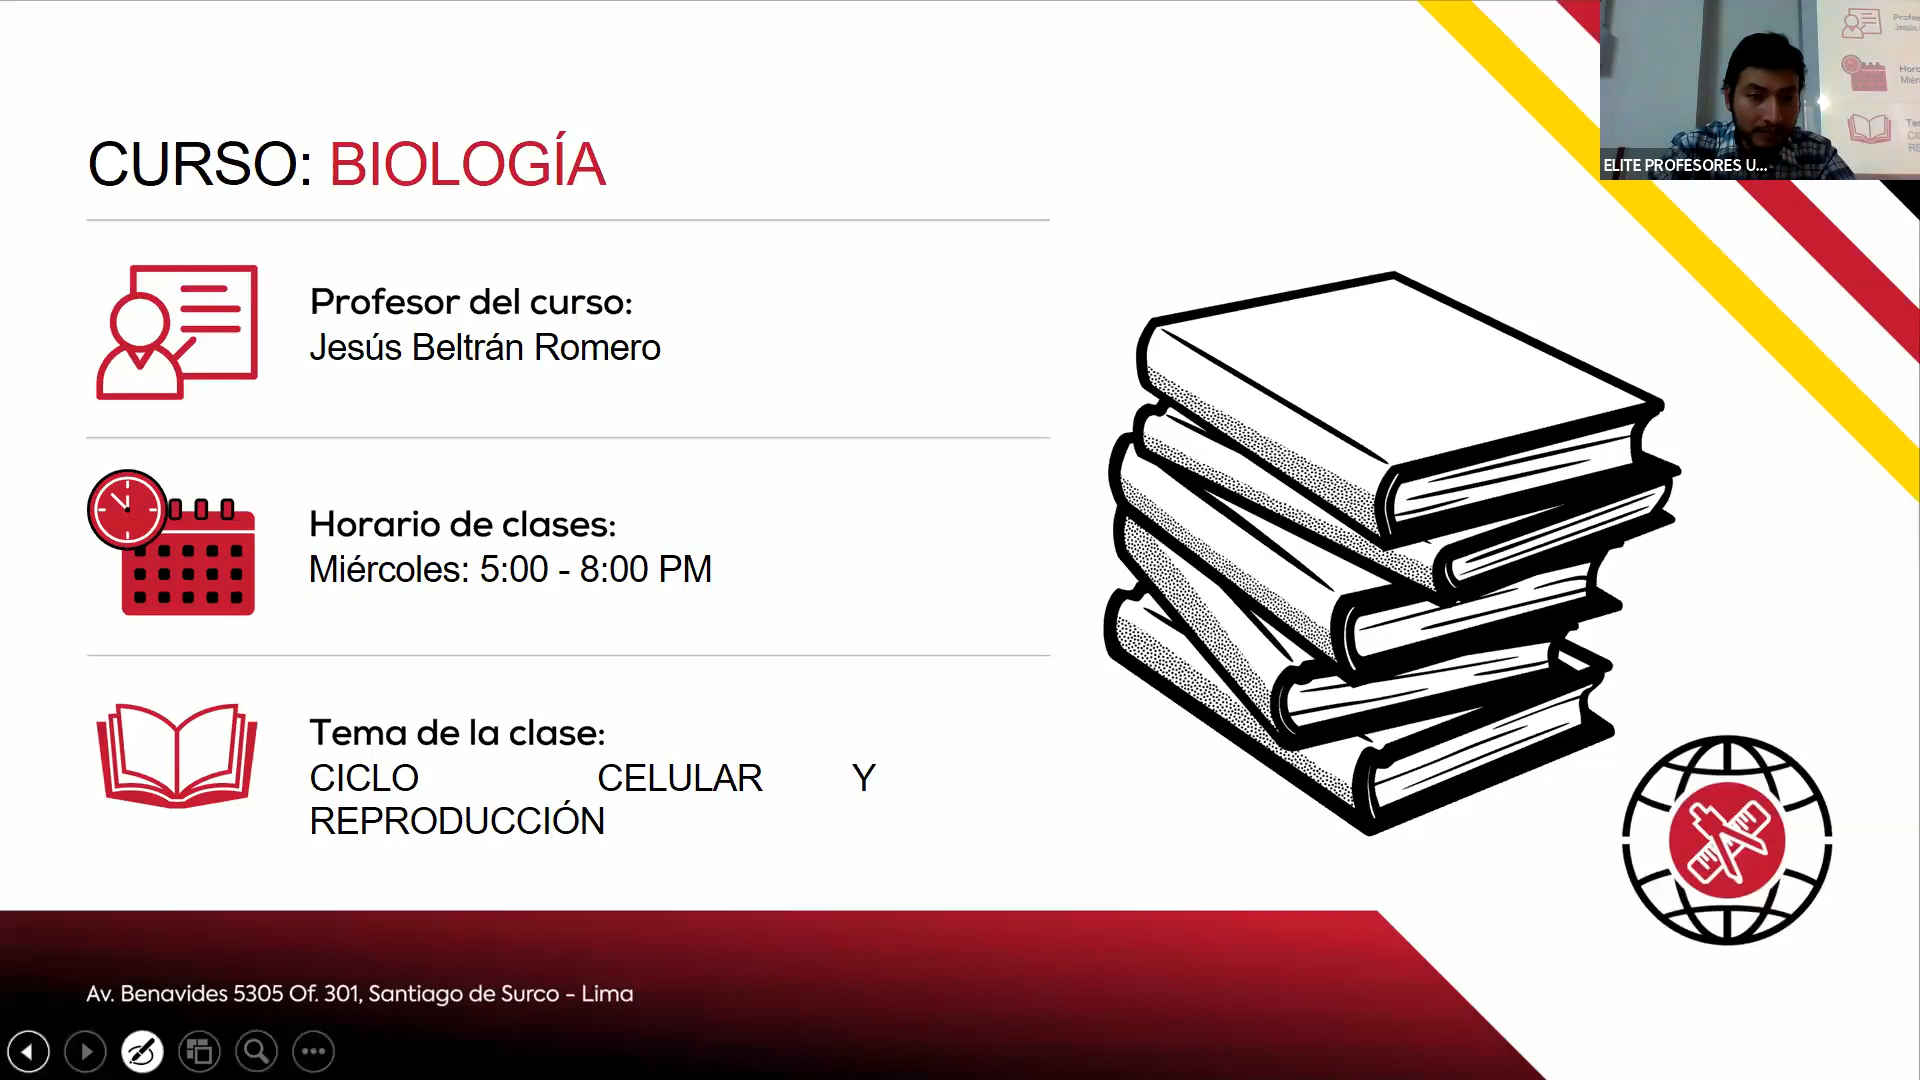 CURSO: BIOLOGÍA
Profesor del curso:
Jesús Beltrán Romero
Horario de clases:
Miércoles: 5:00 - 8:00 PM
Tema de la clase:
CICLO CELULAR Y
REPRODUCCIÓN
Av. Benavides 5305 Of. 301, Santiago de Surco - Lima
ELITE PROFESORES U...